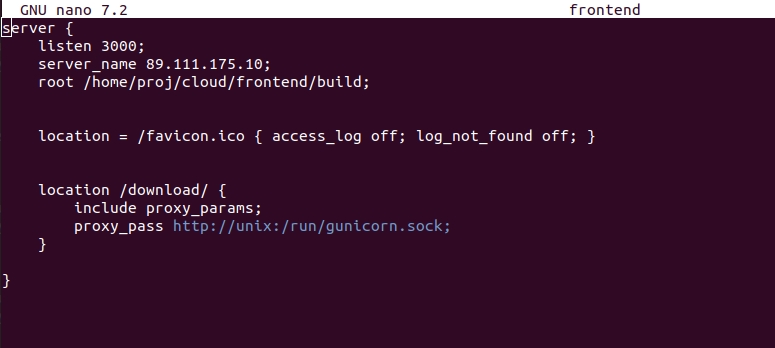 GNU nano 7.2 frontend
server {
    listen 3000;
    server_name 89.111.175.10;
    root /home/proj/cloud/frontend/build;
    location = /favicon.ico { access_log off; log_not_found off; }
    location /download/ {
        include proxy_params;
        proxy_pass http://unix:/run/gunicorn.sock;
    }
}